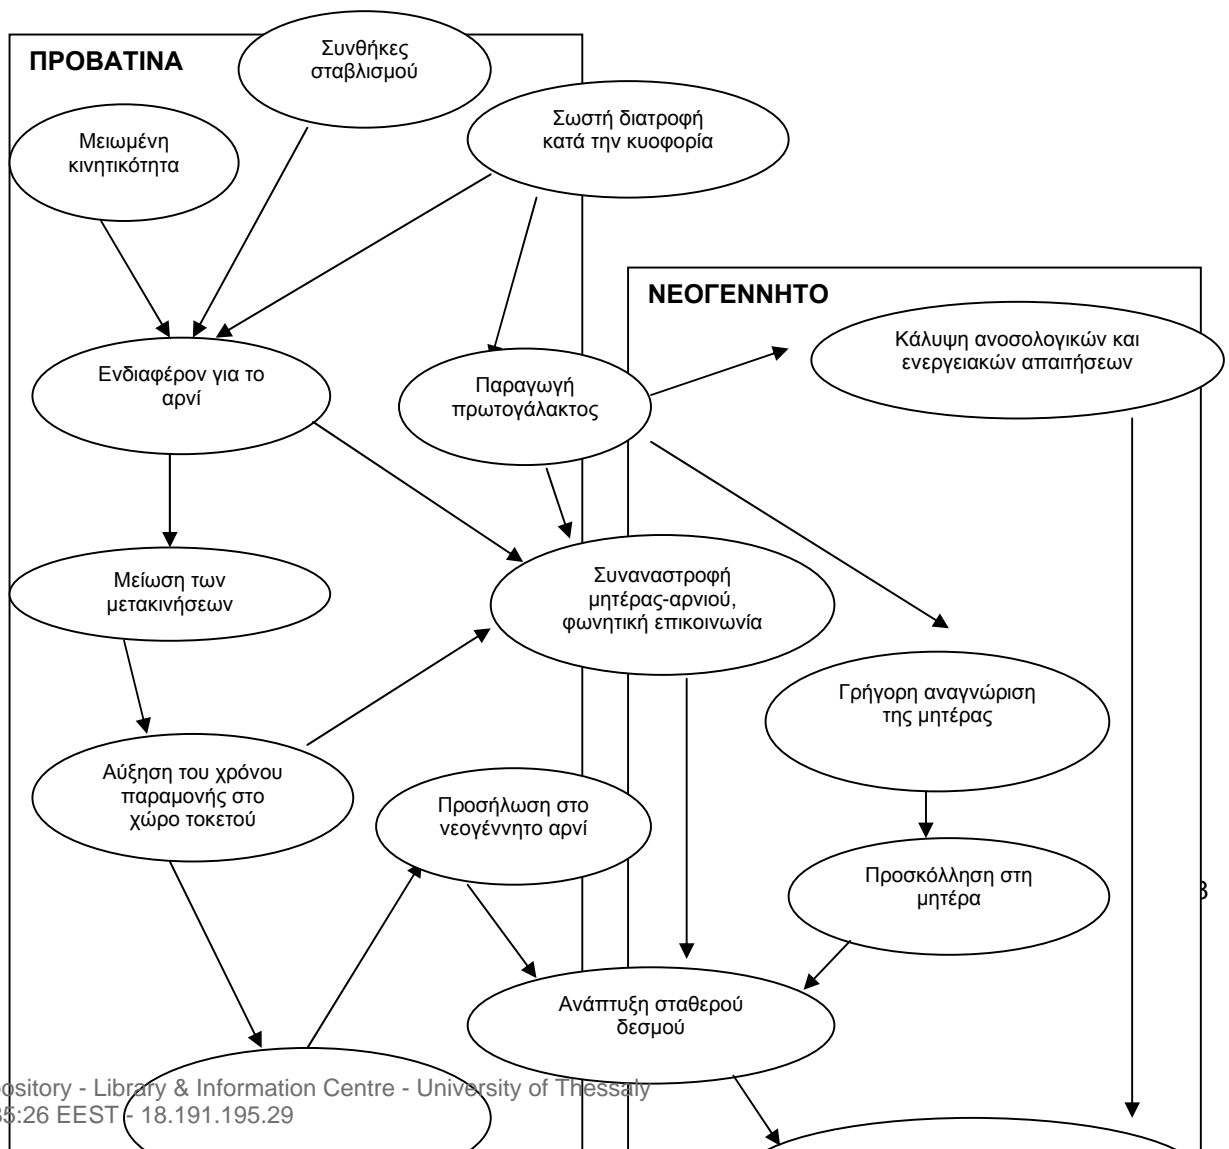 ΠΡΟΒΑΤΙΝΑ
Συνθήκες
σταβλισμού
Μειωμένη
κινητικότητα
Σωστή διατροφή
κατά την κυοφορία
ΝΕΟΓΕΝΝΗΤΟ
Κάλυψη ανοσολογικών και
ενεργειακών απαιτήσεων
Ενδιαφέρον για το
αρνί
Παραγωγή
πρωτογάλακτος
Μείωση των
μετακινήσεων
Συναναστροφή
μητέρας-αρνιού,
φωνητική επικοινωνία
Γρήγορη αναγνώριση
της μητέρας
Αύξηση του χρόνου
παραμονής στο
χώρο τοκετού
Προσήλωση στο
νεογέννητο αρνί
Προσκόλληση στη
μητέρα
Ανάπτυξη σταθερού
δεσμού
ository - Library & Information Centre - University of Thessaly
35:26 EEST - 18.191.195.29